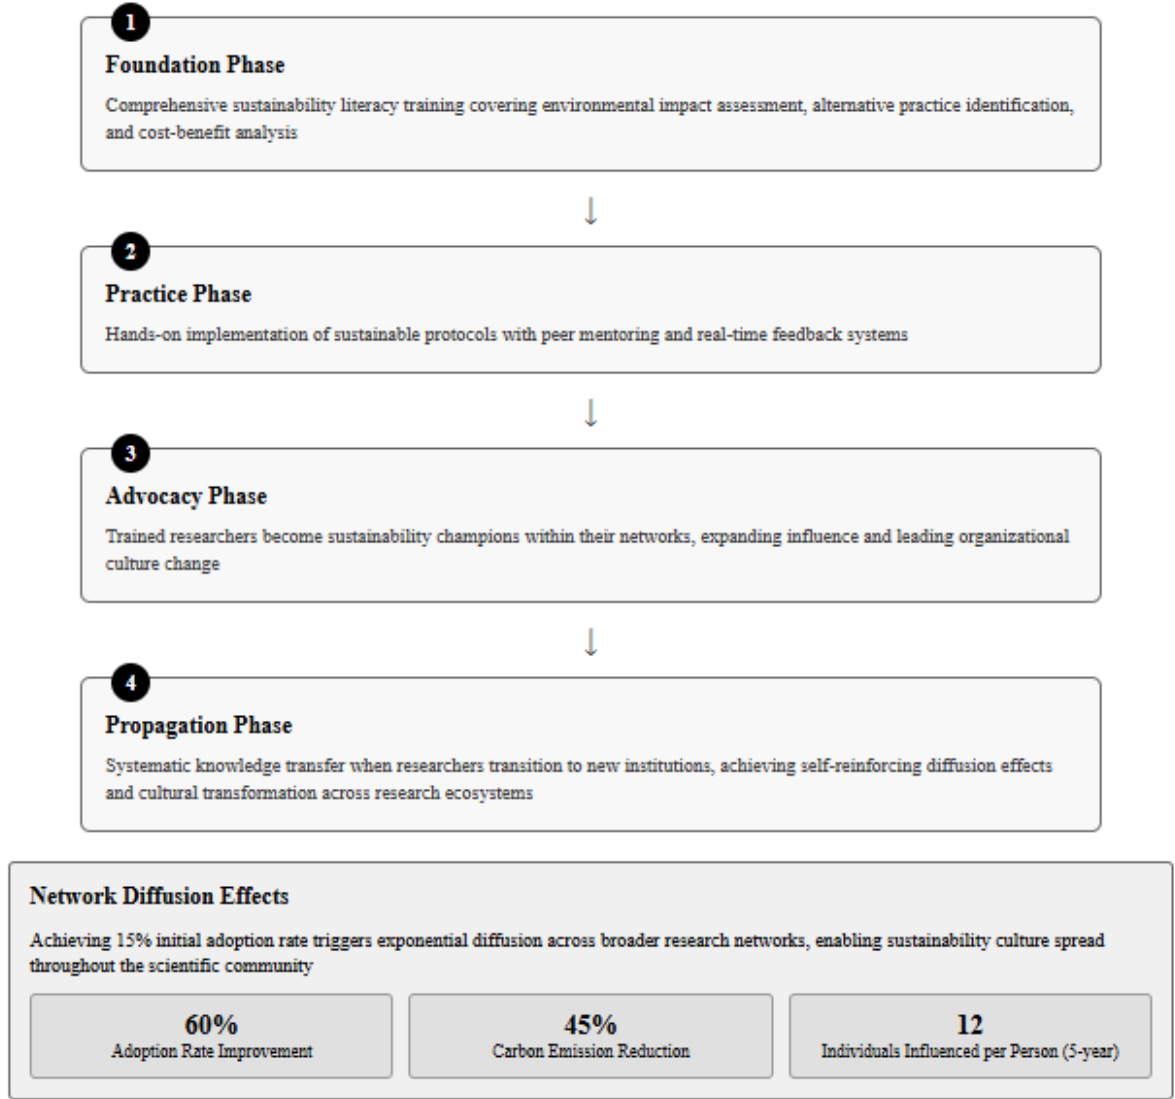 1
Foundation Phase
Comprehensive sustainability literacy training covering environmental impact assessment, alternative practice identification,
and cost-benefit analysis
↓
2
Practice Phase
Hands-on implementation of sustainable protocols with peer mentoring and real-time feedback systems
↓
3
Advocacy Phase
Trained researchers become sustainability champions within their networks, expanding influence and leading organizational
culture change
↓
4
Propagation Phase
Systematic knowledge transfer when researchers transition to new institutions, achieving self-reinforcing diffusion effects
and cultural transformation across research ecosystems
Network Diffusion Effects
Achieving 15% initial adoption rate triggers exponential diffusion across broader research networks, enabling sustainability culture spread
throughout the scientific community
60%
Adoption Rate Improvement
45%
Carbon Emission Reduction
12
Individuals Influenced per Person (5-year)